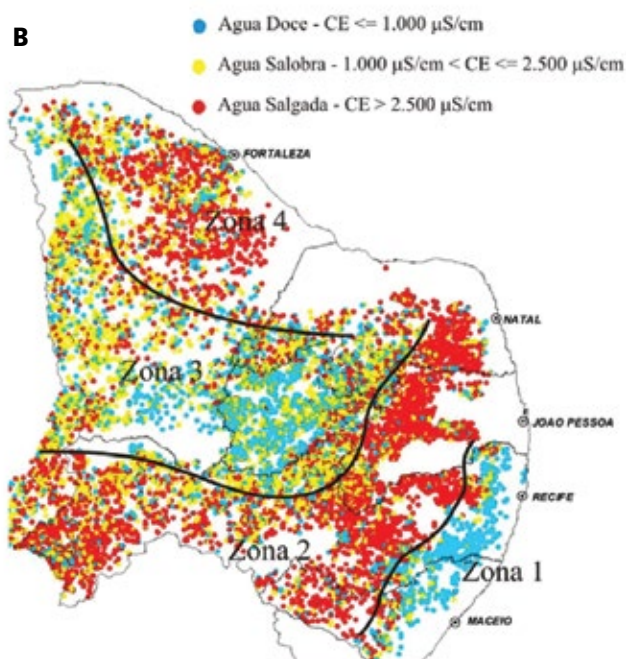 B
Agua Doce - CE <= 1.000 µS/cm
Agua Salobra - 1.000 µS/cm < CE <= 2.500 µS/cm
Agua Salgada - CE > 2.500 µS/cm
FORTALEZA
Zona 4
NATAL
Zona 3
JOAO PESSOA
RECIFE
Zona 2
Zona 1
MACEIO